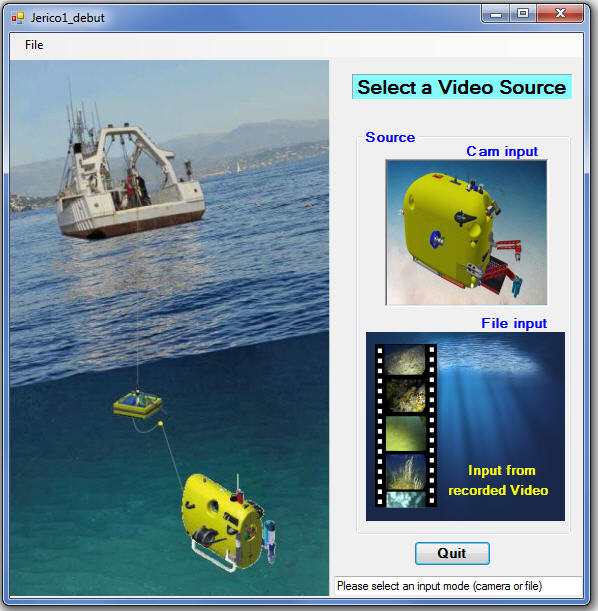 Jerico1_debut
File
Select a Video Source
Source
Cam input
File input
Input from
recorded Video
Quit
Please select an input mode (camera or file)